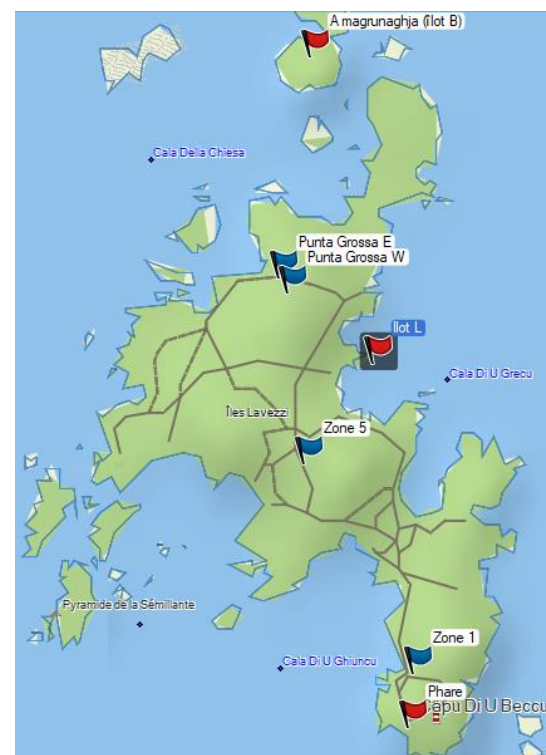 A magrunaghja (îlot B)
Cala Della Chiesa
Punta Grossa E
Punta Grossa W
Ilot L
Cala Di U Grecu
Îles Lavezzi
Zone 5
Pyramide de la Sémillante
Zone 1
Cala Di U Ghiuncu
Phare
Capu Di U Beccu